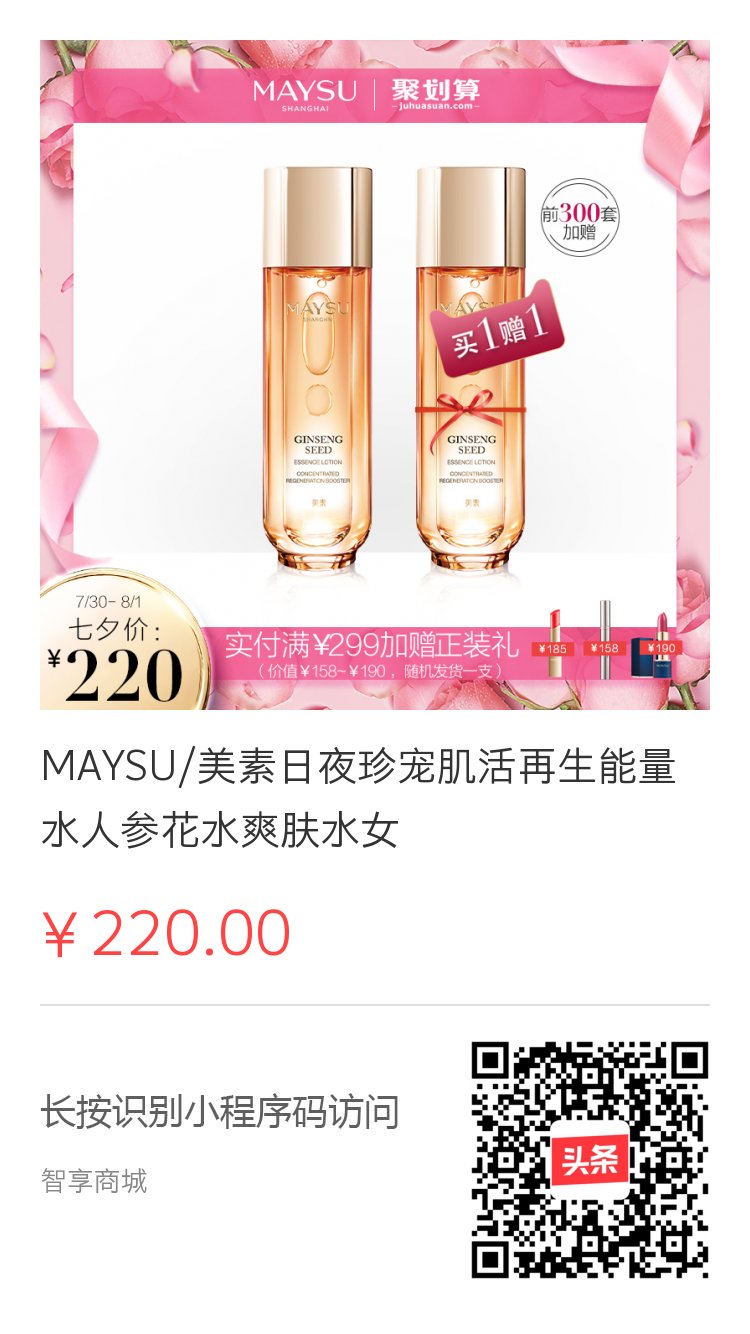 MAYSU
SHANGHAI
聚划算
juhuasuan.com
前300套
加赠
MAYSU
SHANGHAI
GINSENG
SEED
ESSENCE LOTION
CONCENTRATED
REGENERATION BOOSTER
美素
MAYSU
买1赠1
GINSENG
SEED
ESSENCE LOTION
CONCENTRATED
REGENERATION BOOSTER
美素
7/30- 8/1
七夕价：
¥220
实付满¥299加赠正装礼
（价值¥158~¥190，随机发货一支）
¥185
¥158
¥190
MAYSU/美素日夜珍宠肌活再生能量
水人参花水爽肤水女
¥220.00
长按识别小程序码访问
智享商城
头条